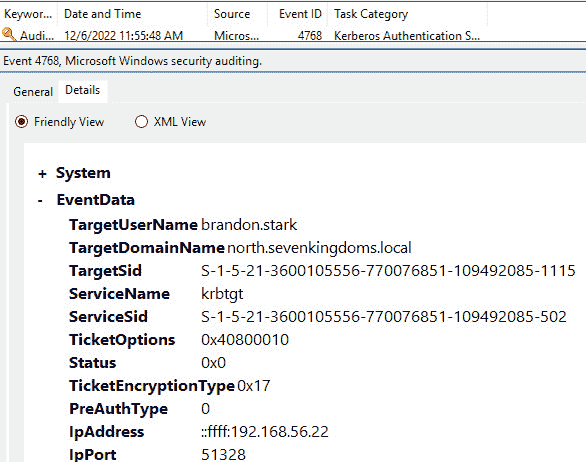 Keywor... Date and Time Source Event ID Task Category
Audi... 12/6/2022 11:55:48 AM Micros... 4768 Kerberos Authentication S...
Event 4768, Microsoft Windows security auditing.
General Details
Friendly View XML View
+ System
- EventData
TargetUserName brandon.stark
TargetDomainName north.sevenkingdoms.local
TargetSid S-1-5-21-3600105556-770076851-109492085-1115
ServiceName krbtgt
ServiceSid S-1-5-21-3600105556-770076851-109492085-502
TicketOptions 0x40800010
Status 0x0
TicketEncryptionType 0x17
PreAuthType 0
IpAddress ::ffff:192.168.56.22
IpPort 51328